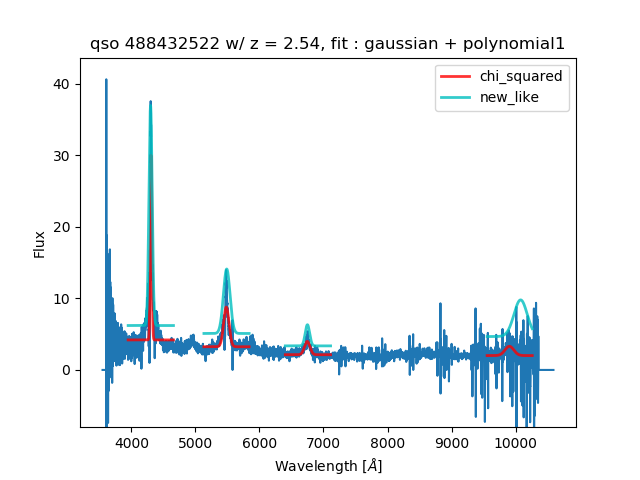 qso 488432522 w/ z = 2.54, fit : gaussian + polynomial1
chi_squared
new_like
Flux
40
30
20
10
0
4000 5000 6000 7000 8000 9000 10000
Wavelength [Å]